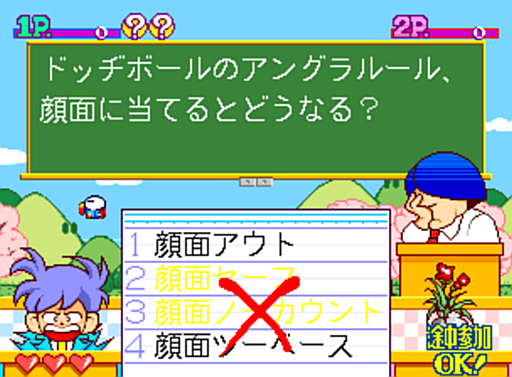 1P. 0 ??
2P. 0
ドッヂボールのアングラルール、
顔面に当てるとどうなる？
1 顔面アウト
2 顔面セーフ
3 顔面ノーカウント
4 顔面ツーベース
途中参加
OK!